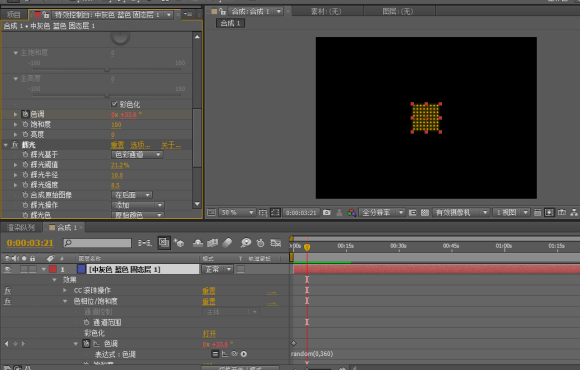 项目
特效控制台: 中灰色 蓝色 固态层 1
合成: 合成 1
素材: (无)
图层: (无)
合成 1 • 中灰色 蓝色 固态层 1
合成 1
主饱和度
0
-100
100
主亮度
0
-100
100
彩色化
色调
0x +33.6 °
饱和度
100
亮度
0
辉光
重置
选项...
关于...
辉光基于
色彩通道
辉光阈值
21.2%
辉光半径
辉光强度
合成原始图像
在后面
辉光操作
添加
辉光色
原始颜色
50 %
0:00:03:21
全分辨率
有效摄像机
1 视图
渲染队列
合成 1
0:00:03:21
图层名称
模式
T
轨道蒙板
:00s
00:15s
00:30s
00:45s
01:00s
01:15s
1
[中灰色 蓝色 固态层 1]
正常
效果
CC 滚珠操作
重置
色相位/饱和度
重置
通道控制
主体
通道范围
彩色化
打开
色调
0x +33.6 °
表达式: 色调
random(0,360)